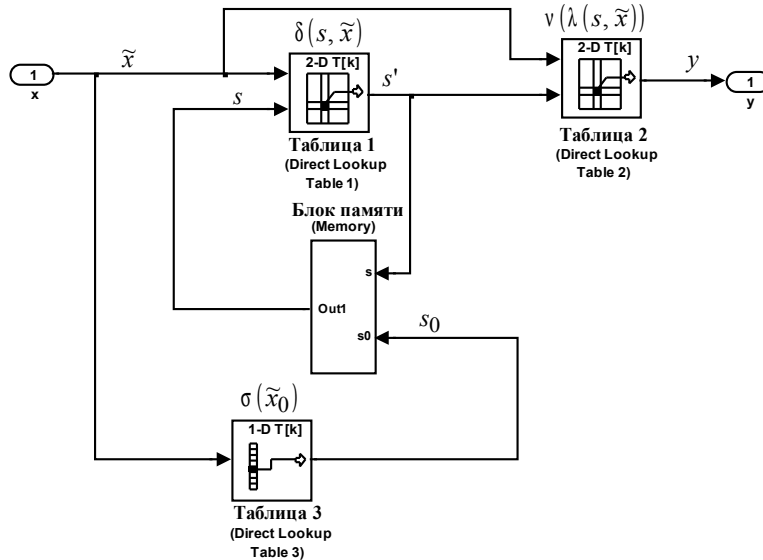 δ(s, x̃)
ν(λ(s, x̃))
x̃
1
x
2-D T[k]
s'
s
Таблица 1
(Direct Lookup
Table 1)
2-D T[k]
y
1
y
Таблица 2
(Direct Lookup
Table 2)
Блок памяти
(Memory)
s
Out1
s0
s₀
σ(x̃₀)
1-D T[k]
Таблица 3
(Direct Lookup
Table 3)